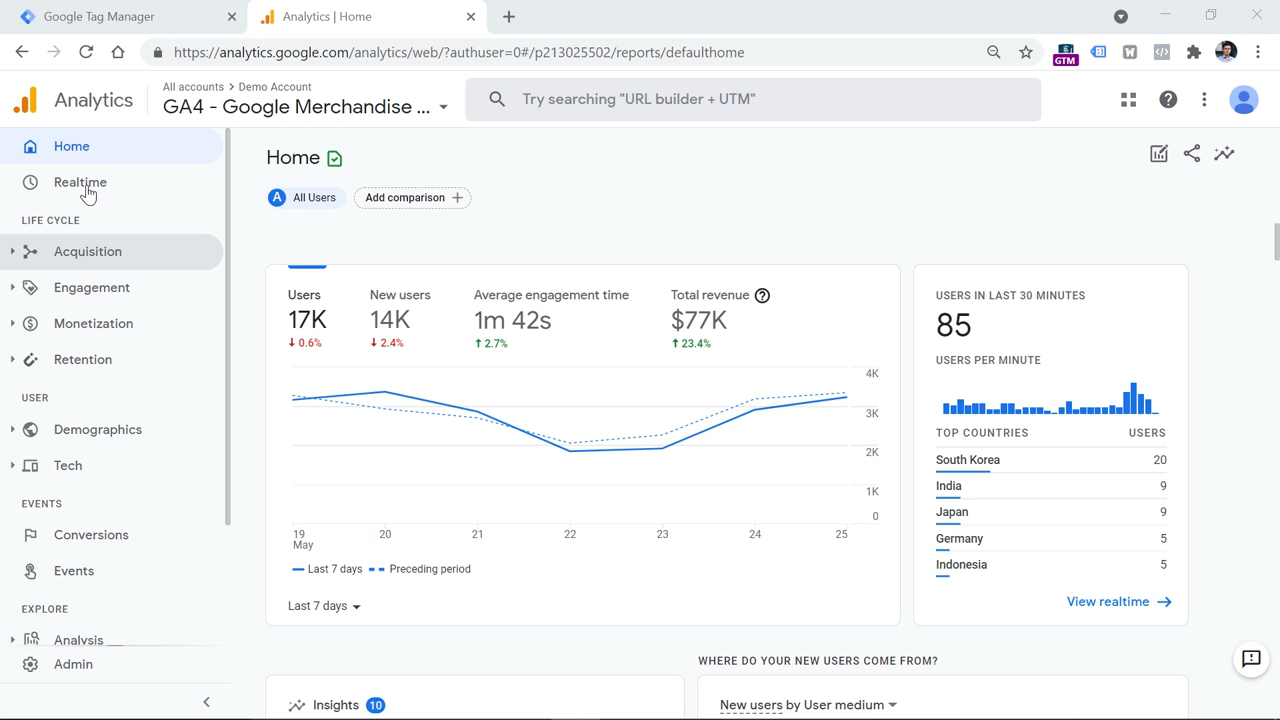 Google Tag Manager
Analytics | Home
https://analytics.google.com/analytics/web/?authuser=0#/p213025502/reports/defaulthome
GTM
Analytics
All accounts > Demo Account
GA4 - Google Merchandise ...
Try searching "URL builder + UTM"
Home
Realtime
LIFE CYCLE
Acquisition
Engagement
Monetization
Retention
USER
Demographics
Tech
EVENTS
Conversions
Events
EXPLORE
Analysis
Admin
Home
A All Users
Add comparison +
Users
17K
0.6%
New users
14K
2.4%
Average engagement time
1m 42s
2.7%
Total revenue
$77K
23.4%
4K
3K
2K
1K
0
19 20 21 22 23 24 25
May
Last 7 days Preceding period
Last 7 days
USERS IN LAST 30 MINUTES
85
USERS PER MINUTE
TOP COUNTRIES USERS
South Korea 20
India 9
Japan 9
Germany 5
Indonesia 5
View realtime
WHERE DO YOUR NEW USERS COME FROM?
Insights 10
New users by User medium